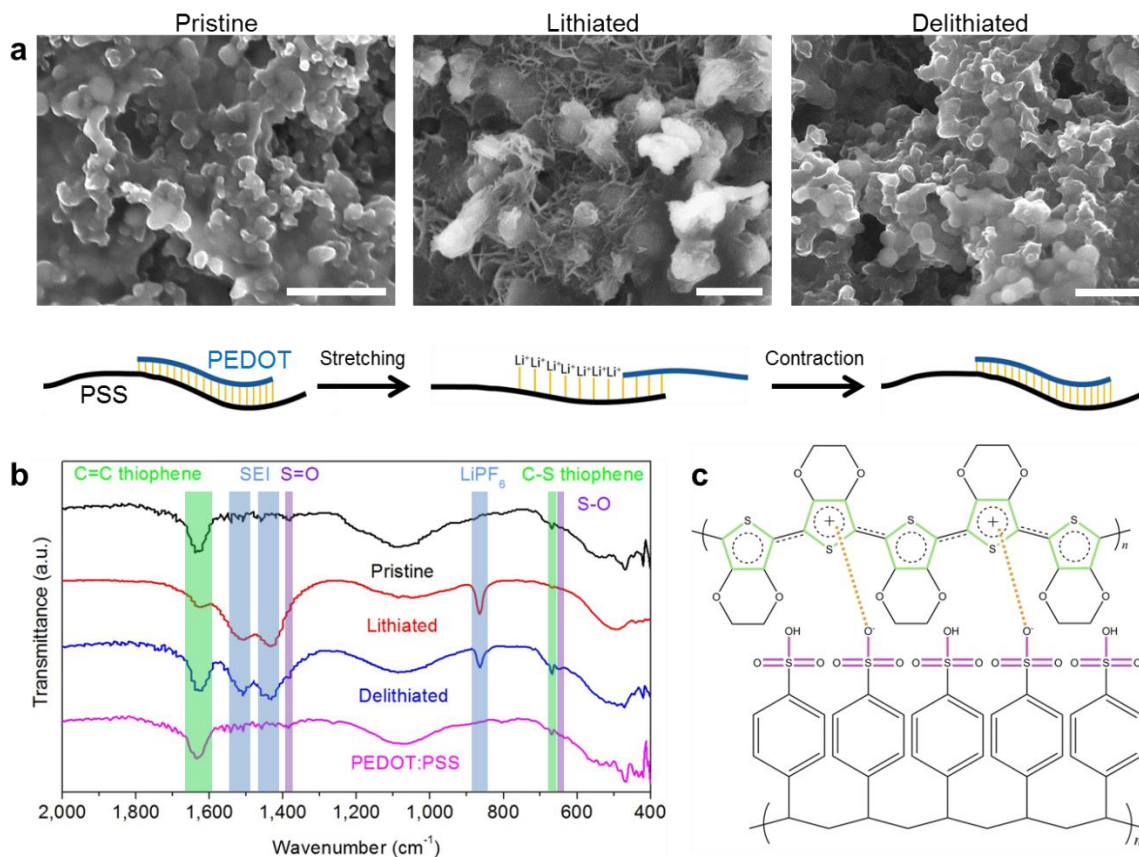 Pristine Lithiated Delithiated
a
PEDOT
PSS
Stretching
Li⁺ Li⁺ Li⁺ Li⁺ Li⁺ Li⁺ Li⁺
Contraction
b
C=C thiophene SEI S=O LiPF₆ C-S thiophene
S-O
Pristine
Lithiated
Delithiated
PEDOT:PSS
Transmittance (a.u.)
2,000 1,800 1,600 1,400 1,200 1,000 800 600 400
Wavenumber (cm⁻¹)
c
O O O O
S + S + S
S S
n
O O O O O O
OH O⁻ OH O⁻ OH
O S O O S O O S O O S O O S O
n